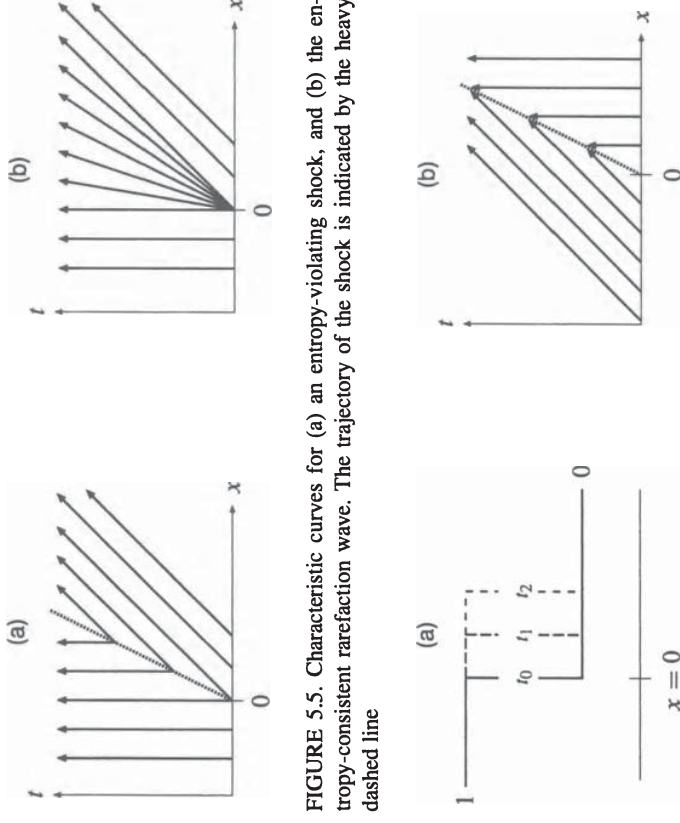 (a)
t
x
0
(b)
t
x
0
FIGURE 5.5. Characteristic curves for (a) an entropy-violating shock, and (b) the en-
tropy-consistent rarefaction wave. The trajectory of the shock is indicated by the heavy
dashed line
(a)
1
t₀ t₁ t₂
0
x = 0
(b)
t
x
0